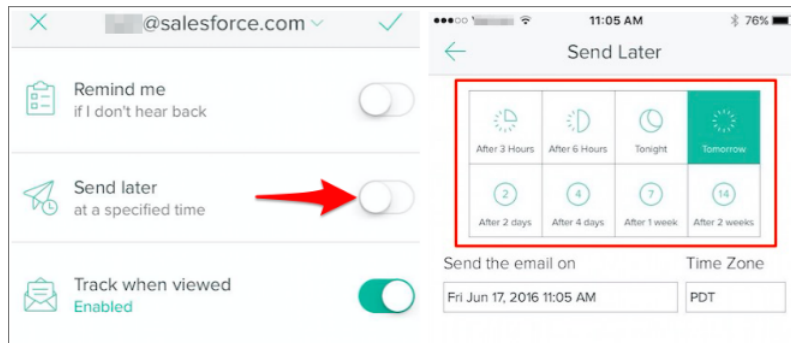 @salesforce.com
Remind me
if I don't hear back
Send later
at a specified time
Track when viewed
Enabled
11:05 AM
76%
Send Later
After 3 Hours
After 6 Hours
Tonight
Tomorrow
2
4
7
14
After 2 days
After 4 days
After 1 week
After 2 weeks
Send the email on
Time Zone
Fri Jun 17, 2016 11:05 AM
PDT